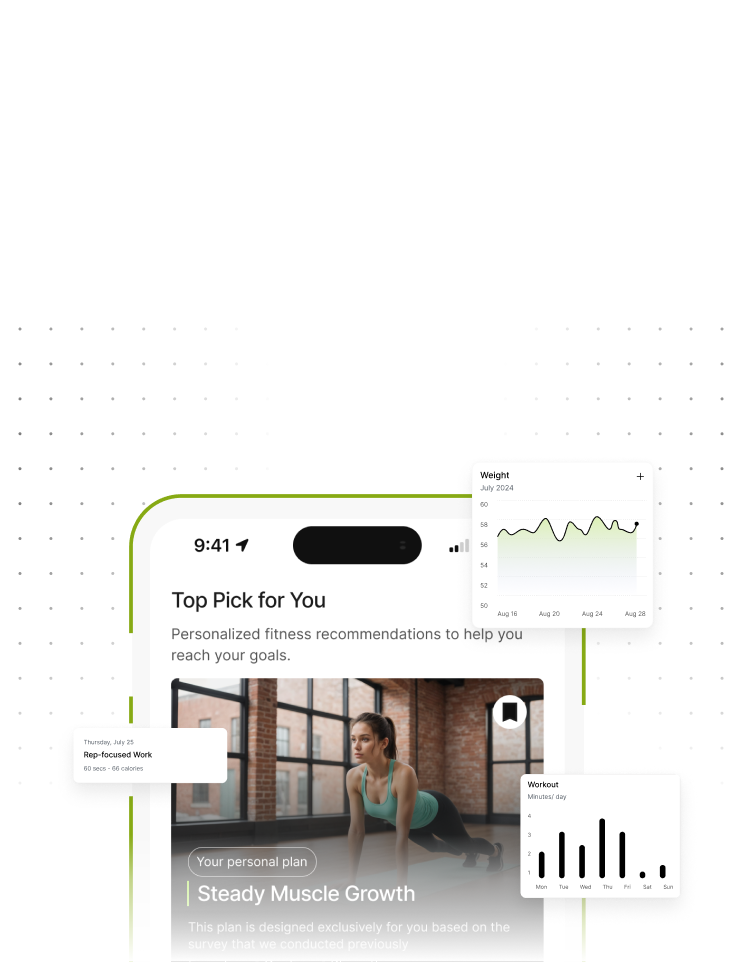 Weight
July 2024
60
58
56
54
52
50
Aug 16 Aug 20 Aug 24 Aug 28
9:41
Top Pick for You
Personalized fitness recommendations to help you
reach your goals.
Thursday, July 25
Rep-focused Work
60 secs - 66 calories
Workout
Minutes/ day
4
3
2
1
Mon Tue Wed Thu Fri Sat Sun
Your personal plan
Steady Muscle Growth
This plan is designed exclusively for you based on the
survey that we conducted previously